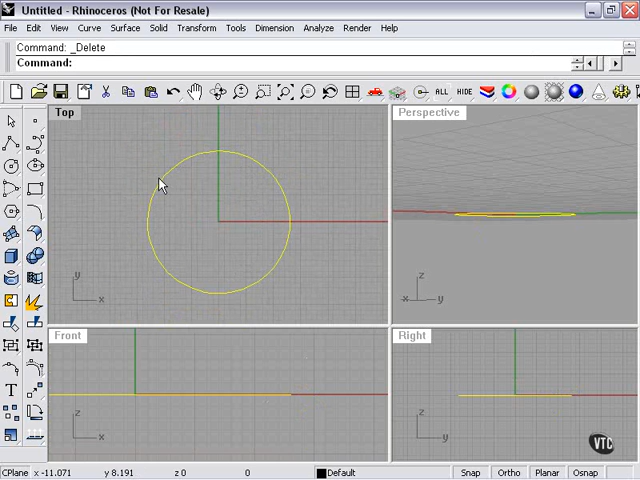 Untitled - Rhinoceros (Not For Resale)
File Edit View Curve Surface Solid Transform Tools Dimension Analyze Render Help
Command: _Delete
Command:
ALL HIDE
Top
Perspective
y
x
z
x y
Front
Right
z
x
z
y
T
VTC
CPlane x -11.071 y 8.191 z 0 0 Default Snap Ortho Planar Osnap